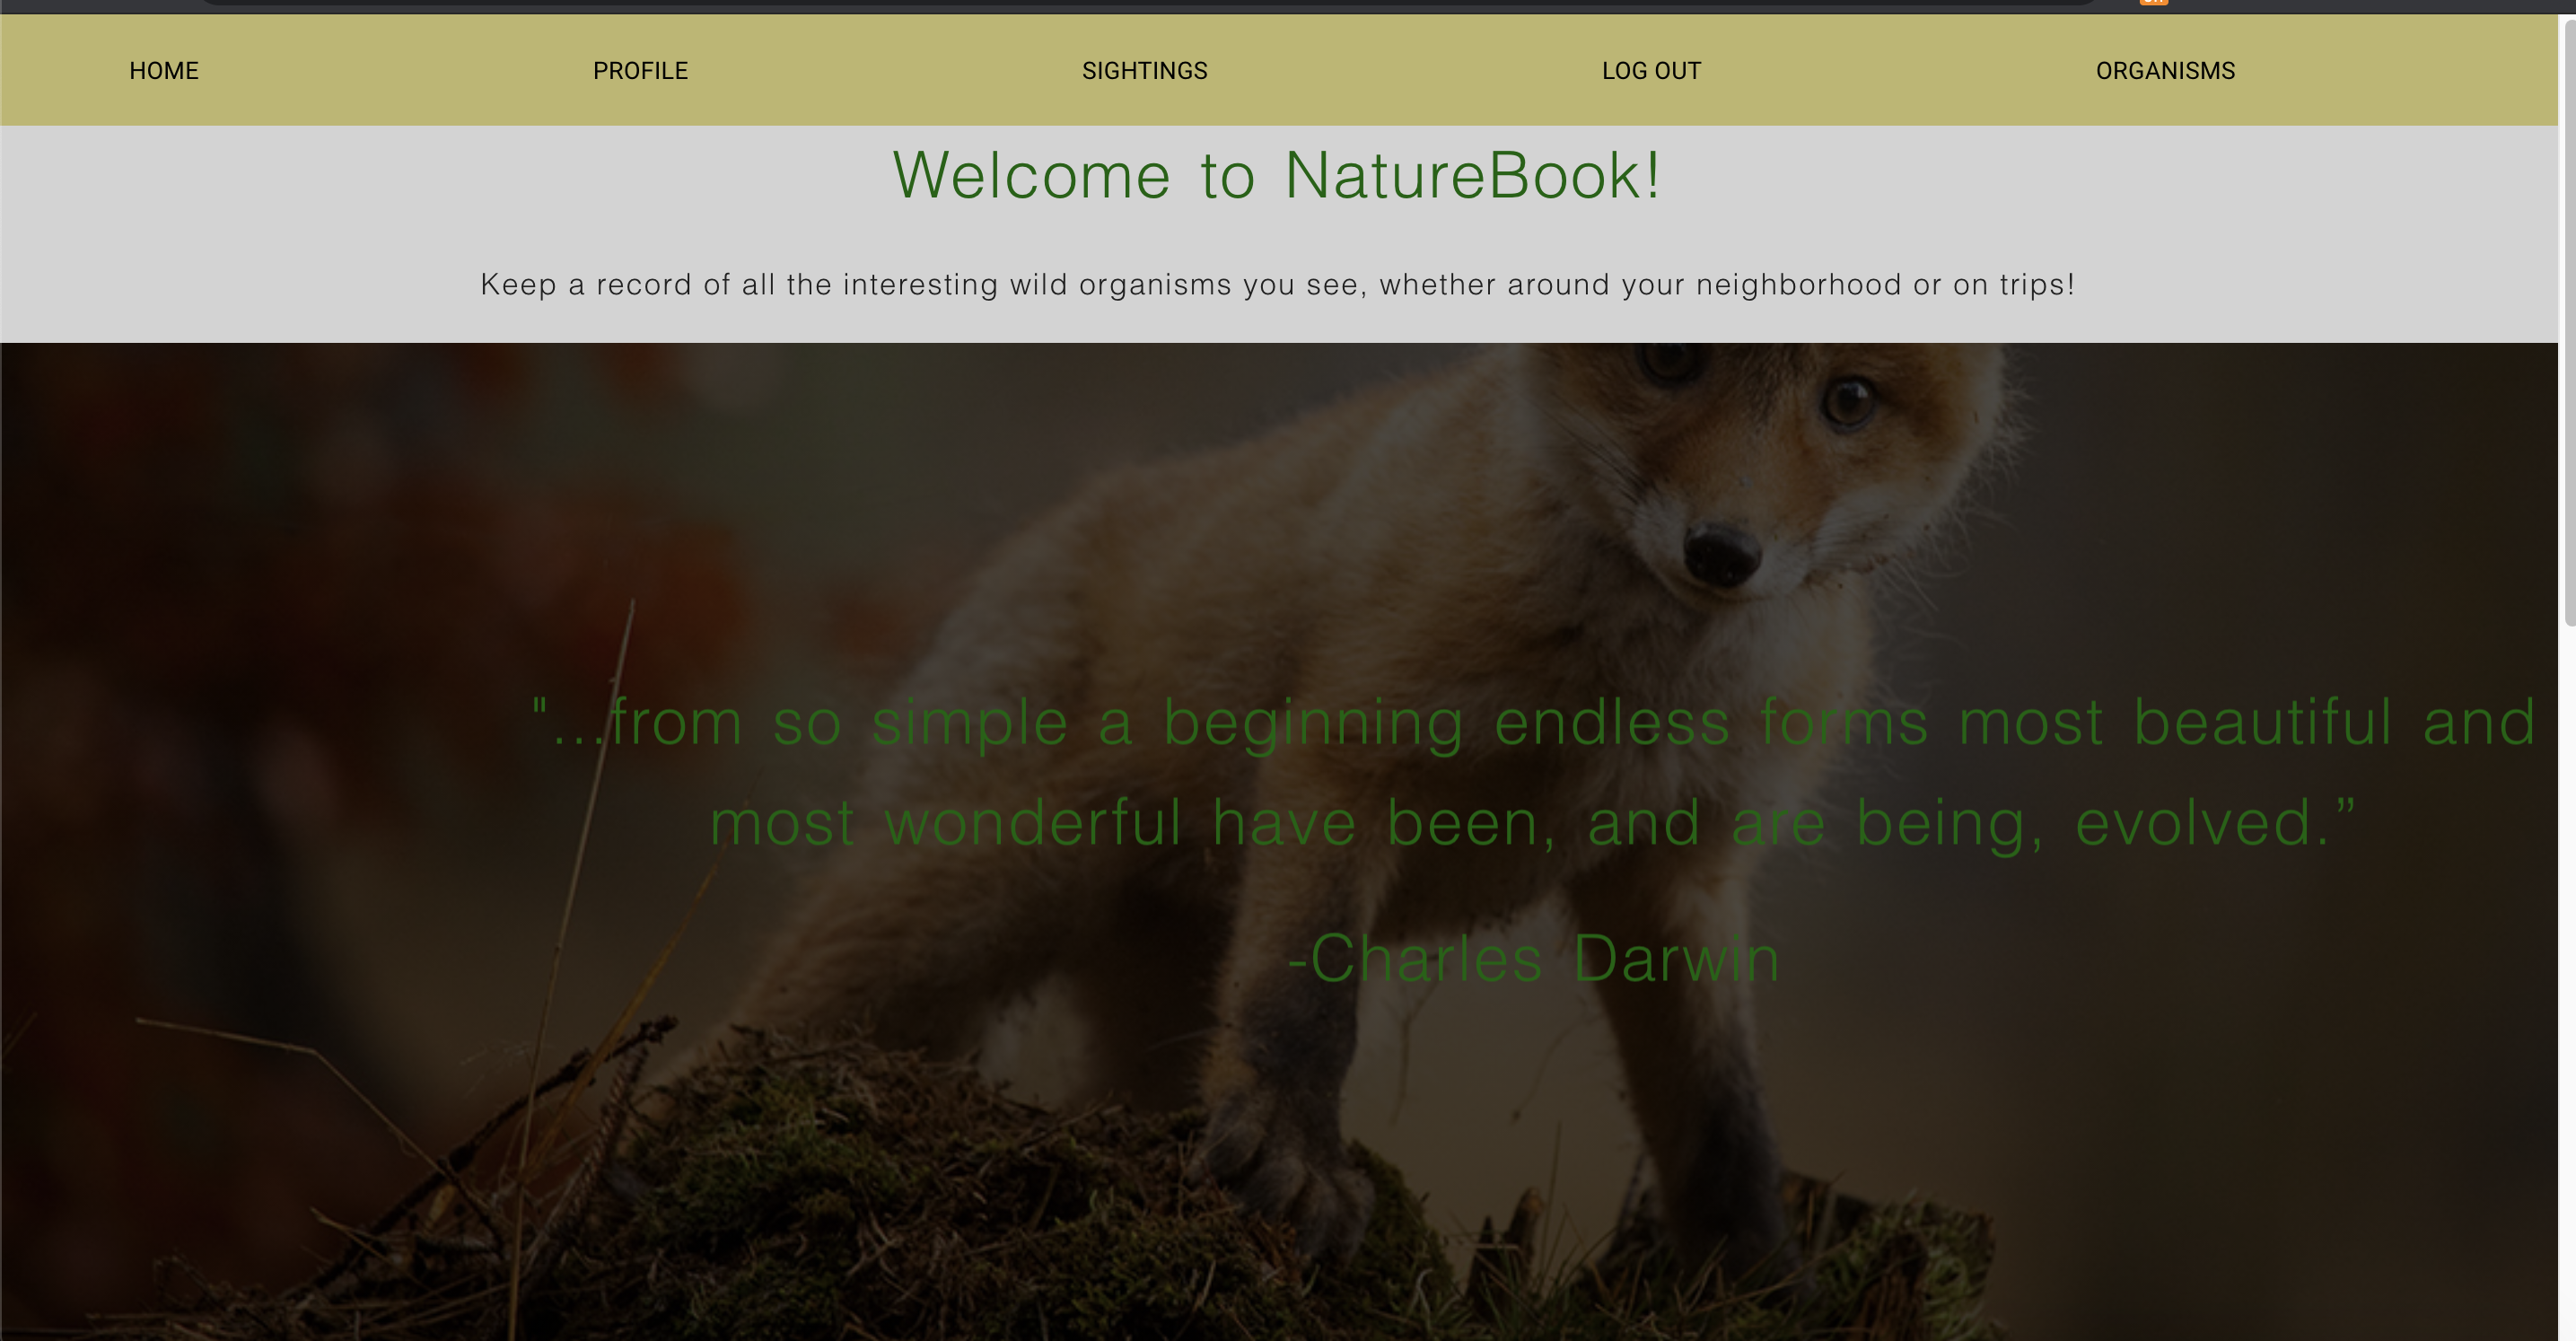 HOME PROFILE SIGHTINGS LOG OUT ORGANISMS
Welcome to NatureBook!
Keep a record of all the interesting wild organisms you see, whether around your neighborhood or on trips!
"...from so simple a beginning endless forms most beautiful and
most wonderful have been, and are being, evolved.”
-Charles Darwin